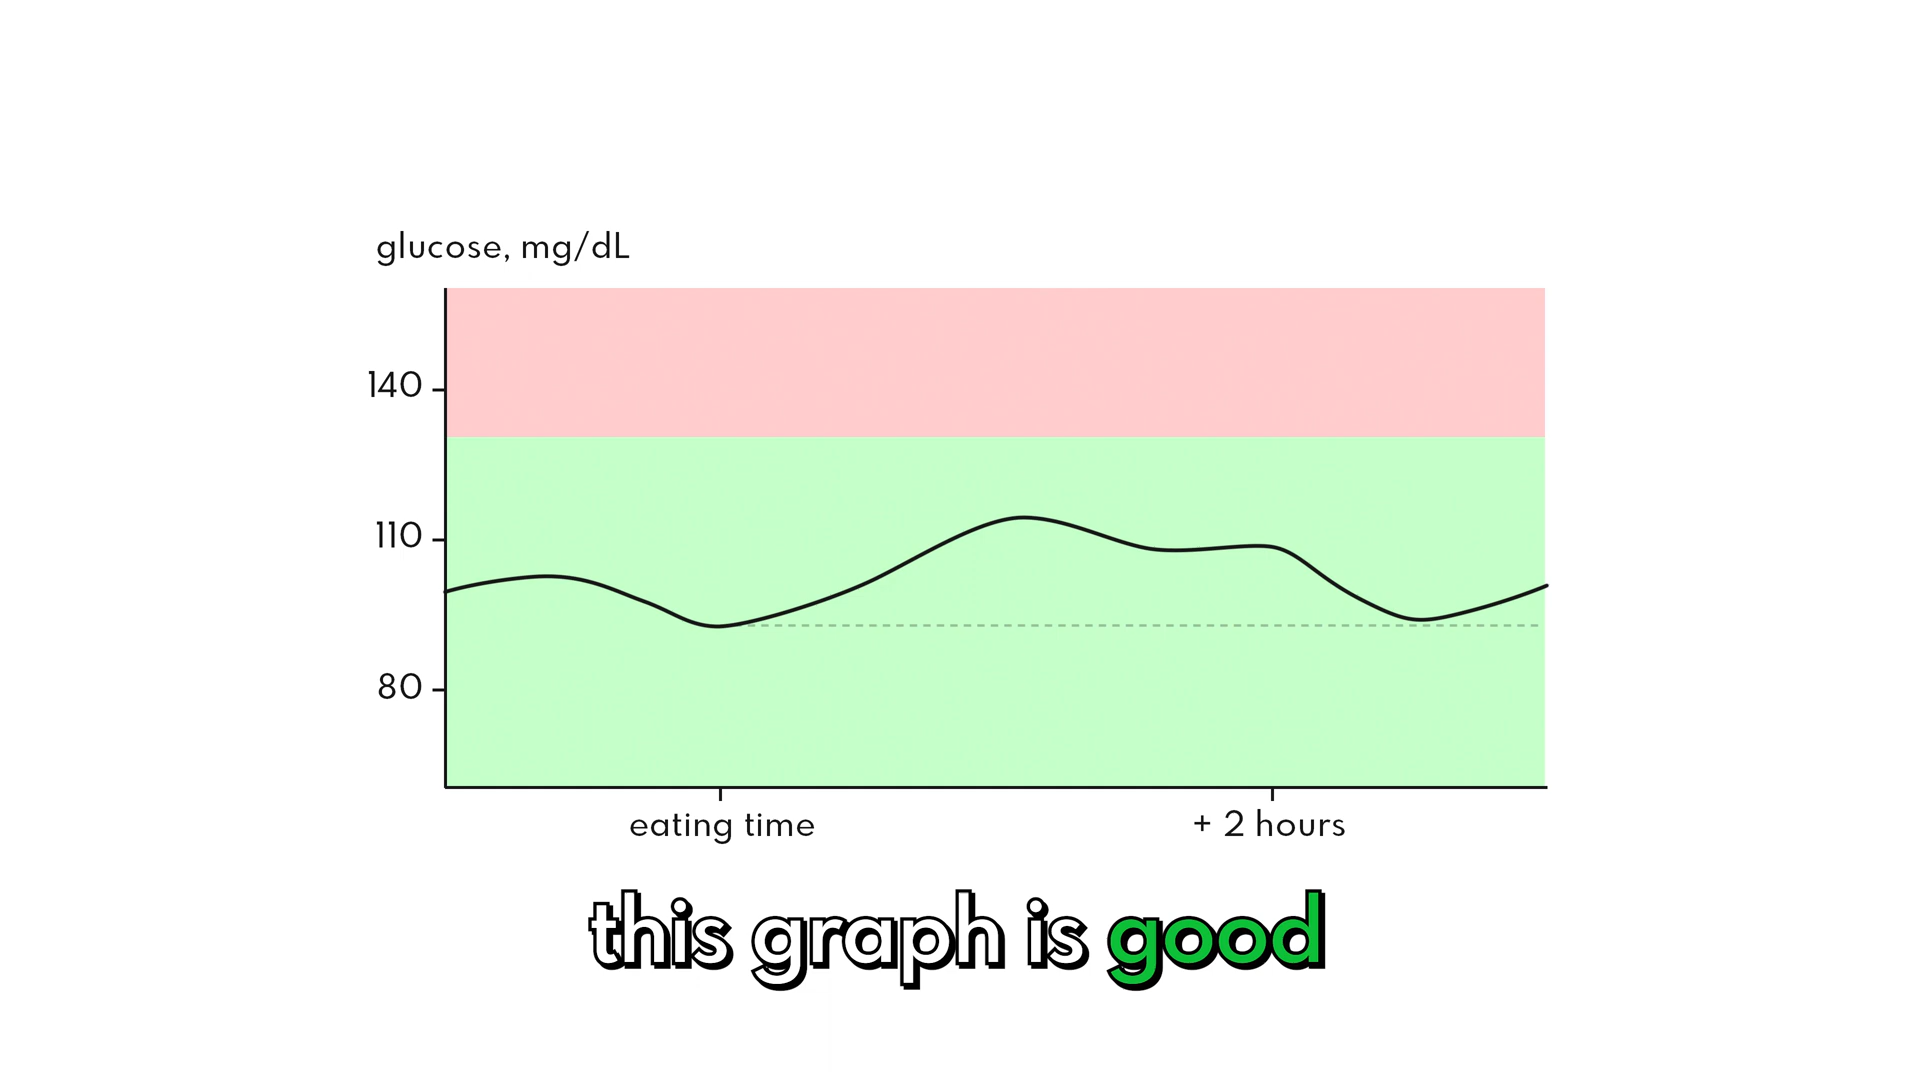 glucose, mg/dL
140
110
80
eating time
+ 2 hours
this graph is good